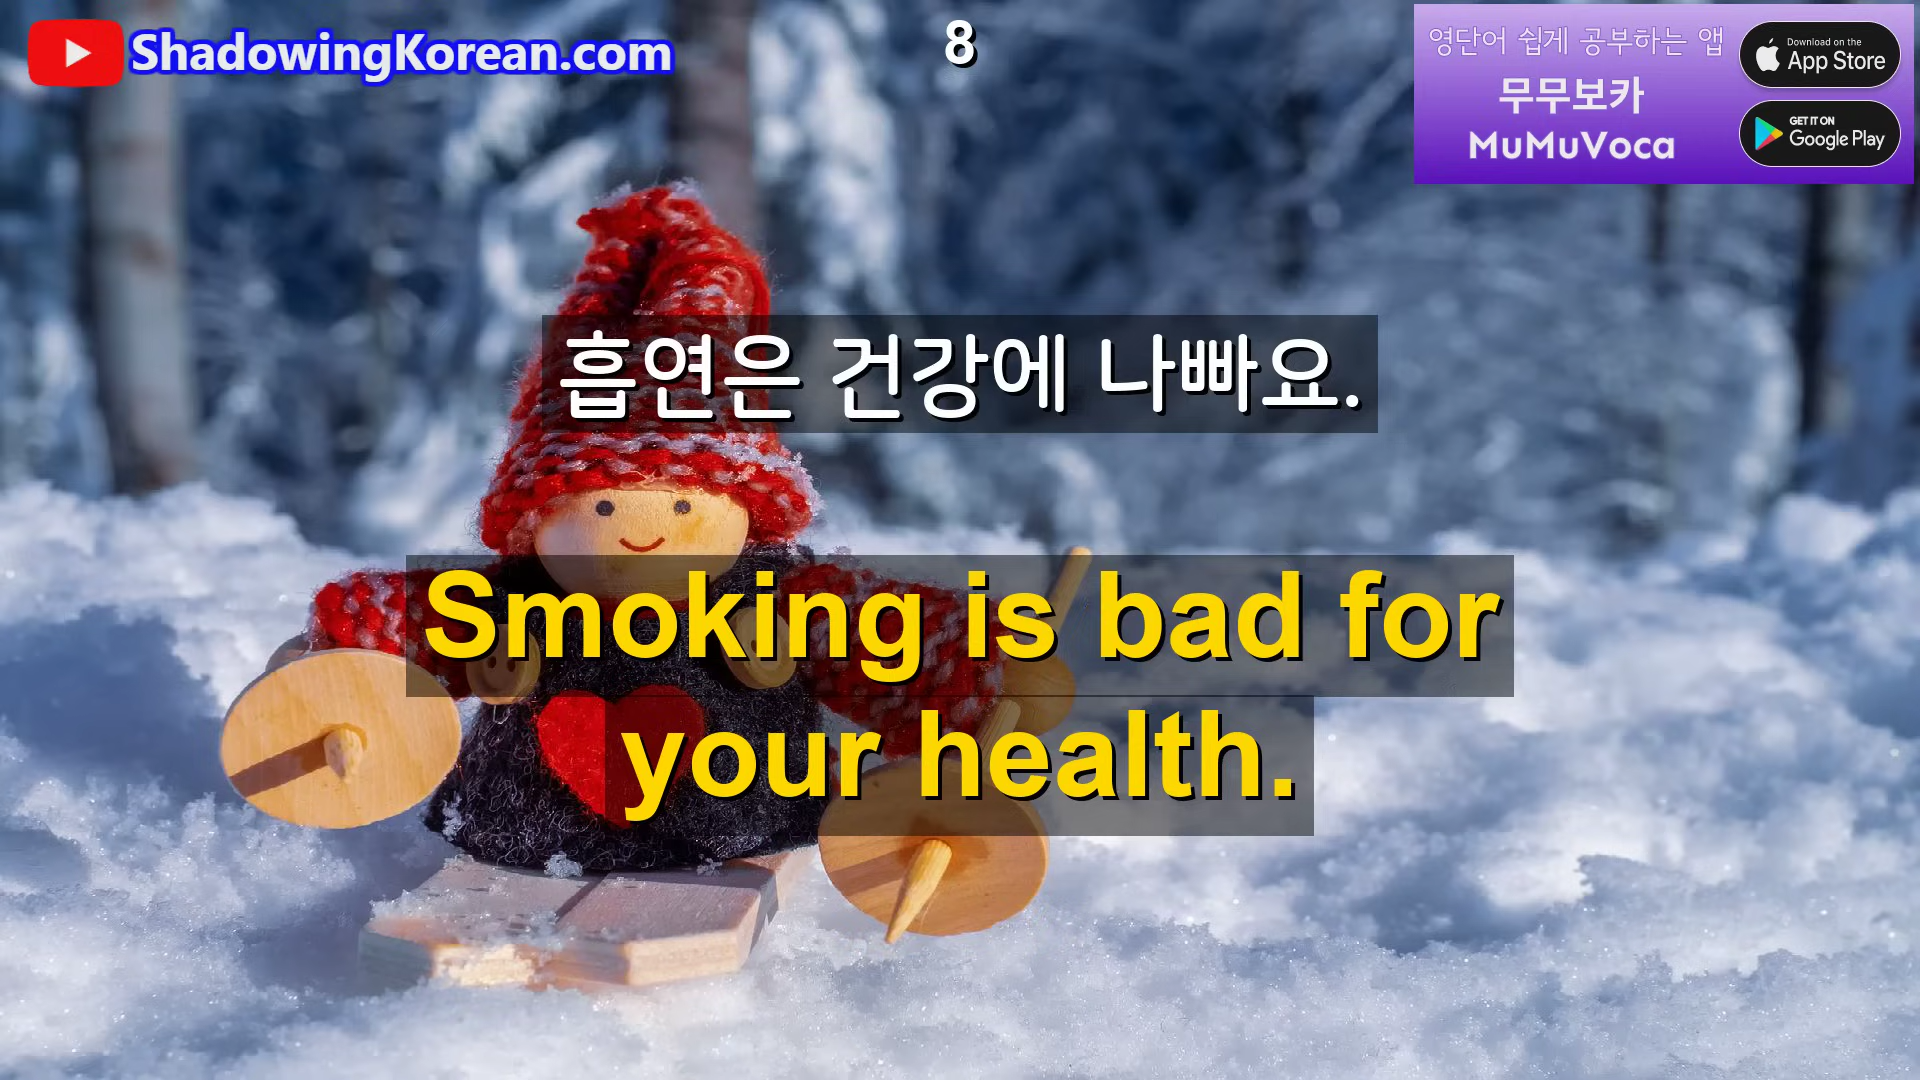 ShadowingKorean.com
8
영단어 쉽게 공부하는 앱
무무보카
MuMuVoca
Download on the
App Store
GET IT ON
Google Play
흡연은 건강에 나빠요.
Smoking is bad for
your health.